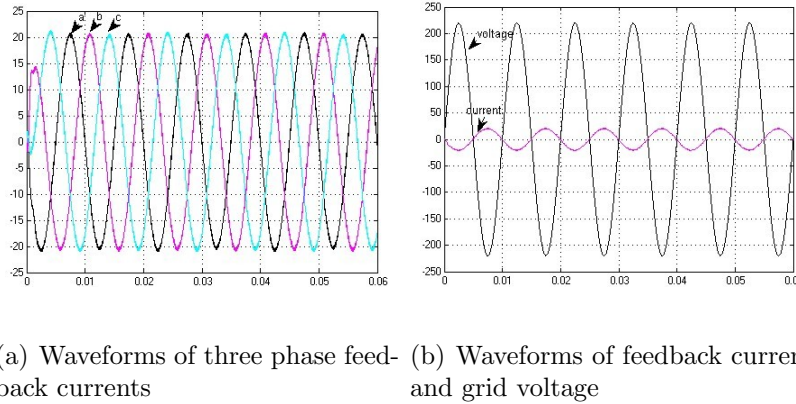 25
20
15
10
5
0
-5
-10
-15
-20
-25
0 0.01 0.02 0.03 0.04 0.05 0.06
a b c
250
200
150
100
50
0
-50
-100
-150
-200
-250
0 0.01 0.02 0.03 0.04 0.05 0.0
voltage
current
(a) Waveforms of three phase feed-
back currents
(b) Waveforms of feedback curren
and grid voltage